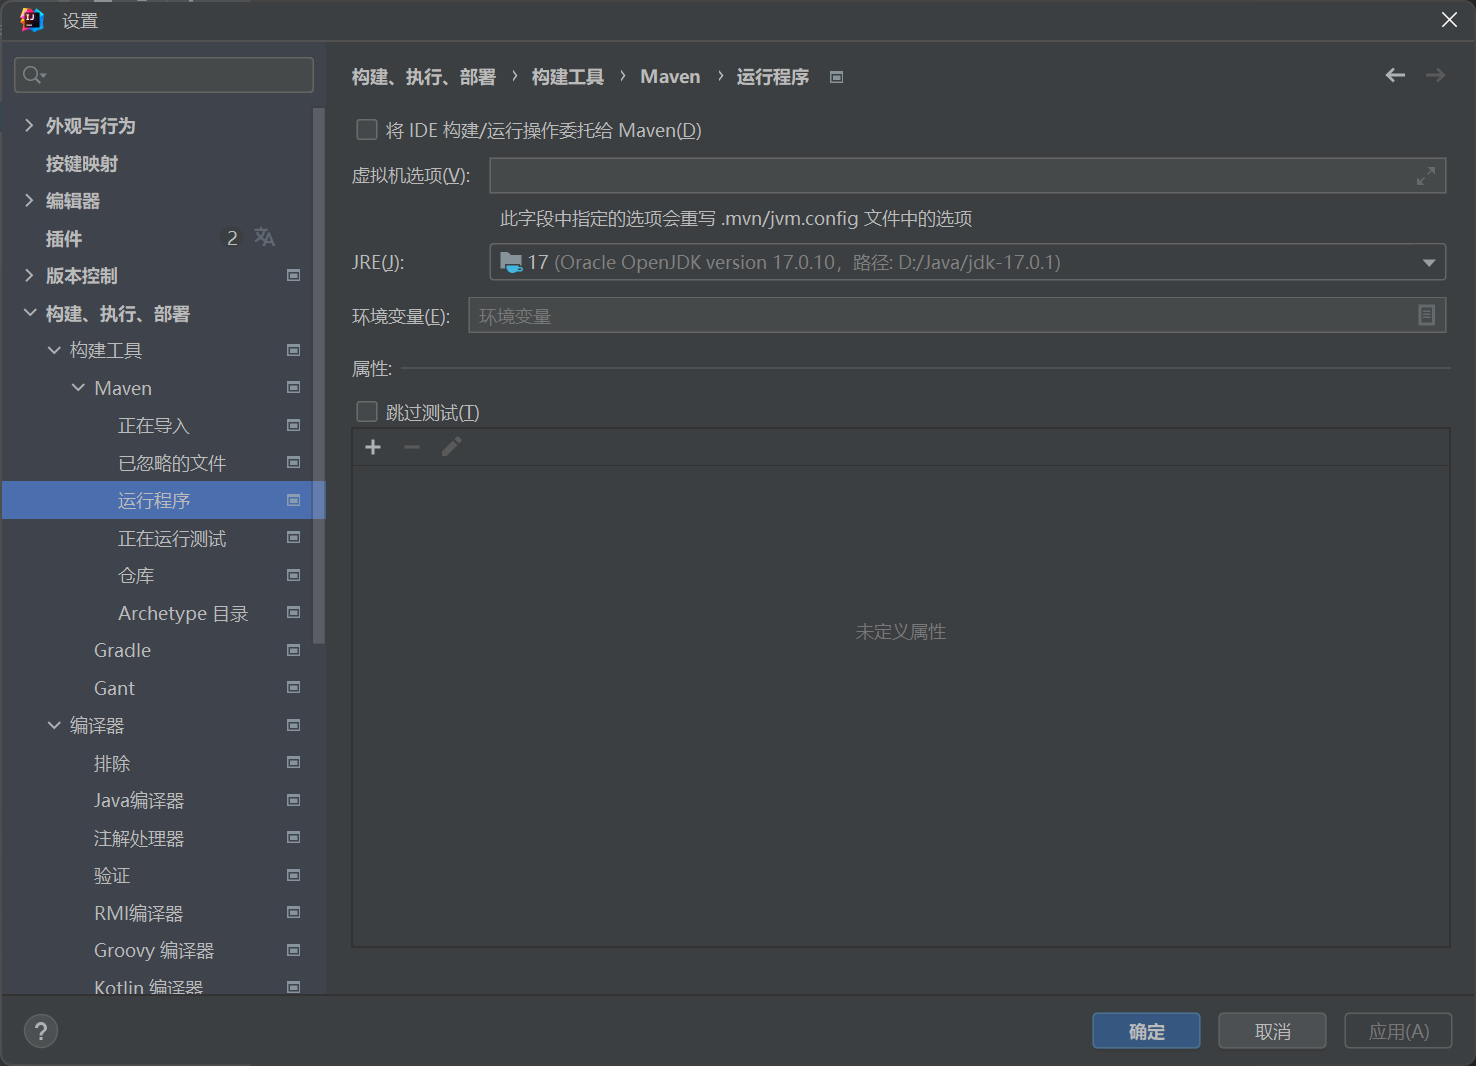 设置
外观与行为
按键映射
编辑器
插件 2
版本控制
构建、执行、部署
构建工具
Maven
正在导入
已忽略的文件
运行程序
正在运行测试
仓库
Archetype 目录
Gradle
Gant
编译器
排除
Java编译器
注解处理器
验证
RMI编译器
Groovy 编译器
Kotlin 编译器
构建、执行、部署 › 构建工具 › Maven › 运行程序
将 IDE 构建/运行操作委托给 Maven(D)
虚拟机选项(V):
此字段中指定的选项会重写 .mvn/jvm.config 文件中的选项
JRE(J): 17 (Oracle OpenJDK version 17.0.10，路径: D:/Java/jdk-17.0.1)
环境变量(E): 环境变量
属性:
跳过测试(T)
未定义属性
? 确定 取消 应用(A)